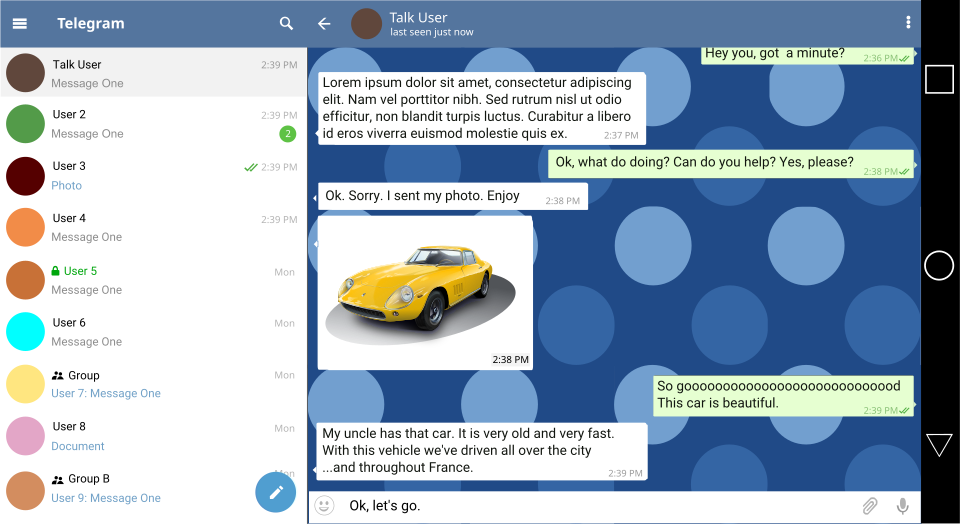 Telegram
Talk User
2:39 PM
Message One
User 2
2:39 PM
Message One
2
User 3
2:39 PM
Photo
User 4
2:39 PM
Message One
User 5
Mon
Message One
User 6
Mon
Message One
Group
Mon
User 7: Message One
User 8
Mon
Document
Group B
Mon
User 9: Message One
Talk User
last seen just now
Hey you, got  a minute?
2:36 PM
Lorem ipsum dolor sit amet, consectetur adipiscing
elit. Nam vel porttitor nibh. Sed rutrum nisl ut odio
efficitur, non blandit turpis luctus. Curabitur a libero
id eros viverra euismod molestie quis ex.
2:37 PM
Ok, what do doing? Can do you help? Yes, please?
2:38 PM
Ok. Sorry. I sent my photo. Enjoy
2:38 PM
2:38 PM
So gooooooooooooooooooooooooooood
This car is beautiful.
2:39 PM
My uncle has that car. It is very old and very fast.
With this vehicle we've driven all over the city
...and throughout France.
2:39 PM
Ok, let's go.